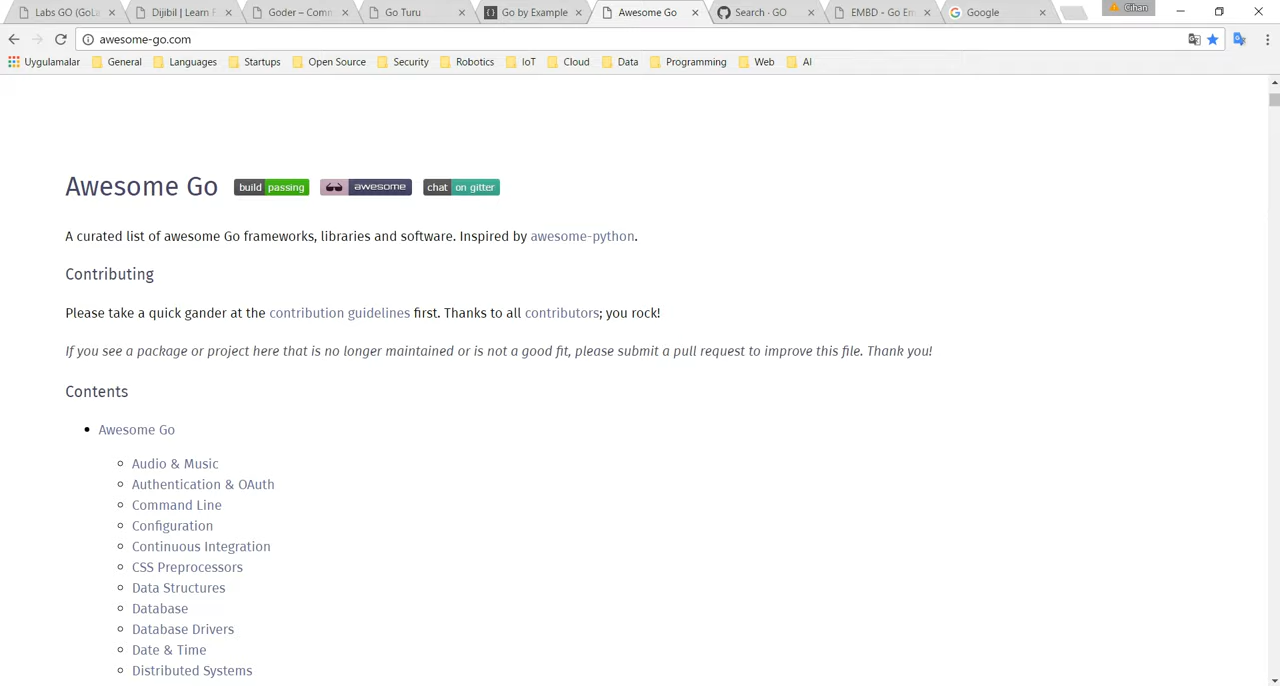 Labs GO (GoL
Dijibil | Learn F
Goder – Comm
Go Turu
Go by Example
Awesome Go
Search · GO
EMBD - Go Em
Google
Cihan
awesome-go.com
Uygulamalar General Languages Startups Open Source Security Robotics IoT Cloud Data Programming Web AI
Awesome Go build passing awesome chat on gitter
A curated list of awesome Go frameworks, libraries and software. Inspired by awesome-python.
Contributing
Please take a quick gander at the contribution guidelines first. Thanks to all contributors; you rock!
If you see a package or project here that is no longer maintained or is not a good fit, please submit a pull request to improve this file. Thank you!
Contents
Awesome Go
Audio & Music
Authentication & OAuth
Command Line
Configuration
Continuous Integration
CSS Preprocessors
Data Structures
Database
Database Drivers
Date & Time
Distributed Systems